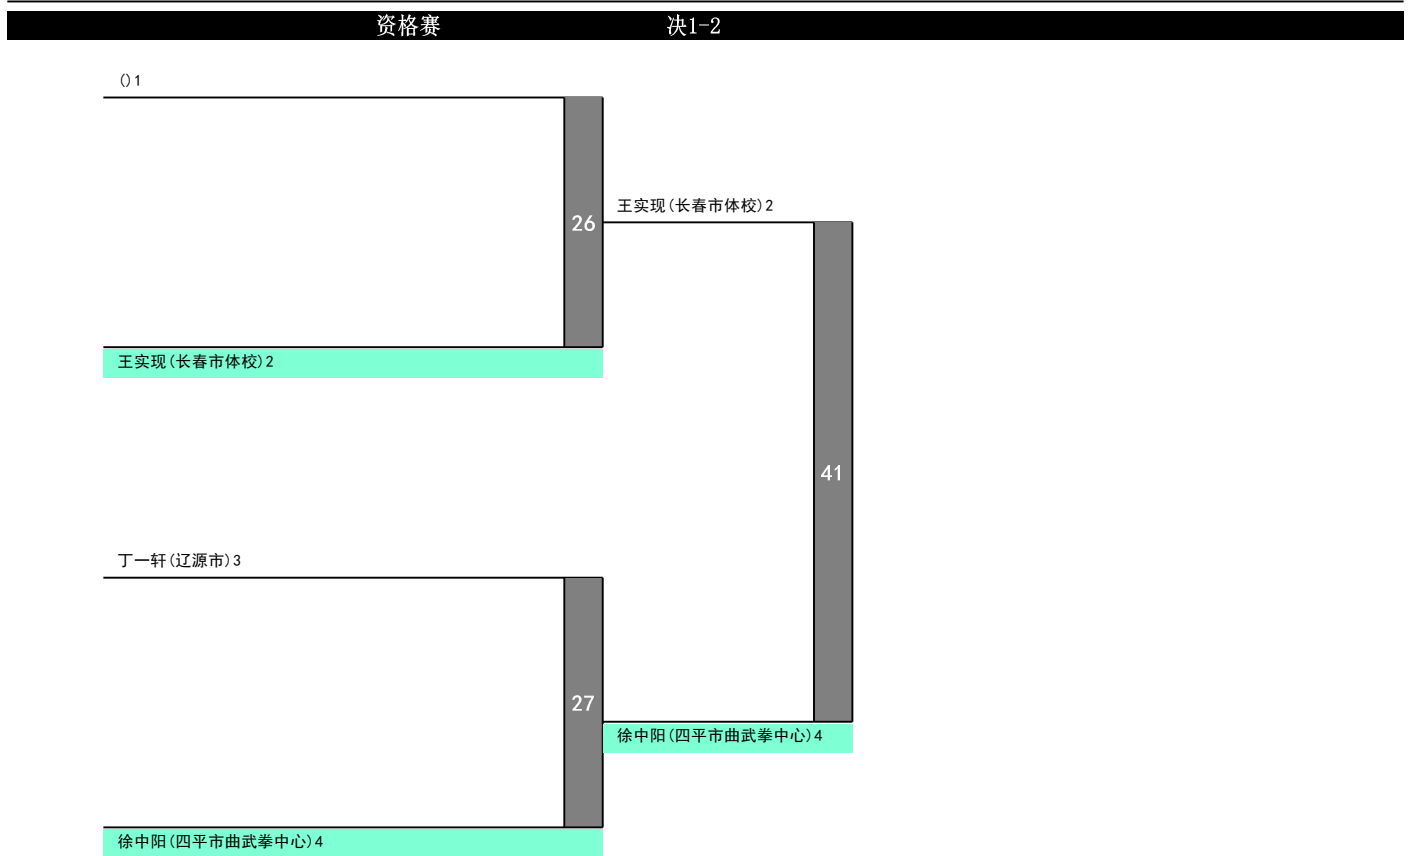 资格赛 决1-2
()1
26
王实现(长春市体校)2
王实现(长春市体校)2
41
丁一轩(辽源市)3
27
徐中阳(四平市曲武拳中心)4
徐中阳(四平市曲武拳中心)4